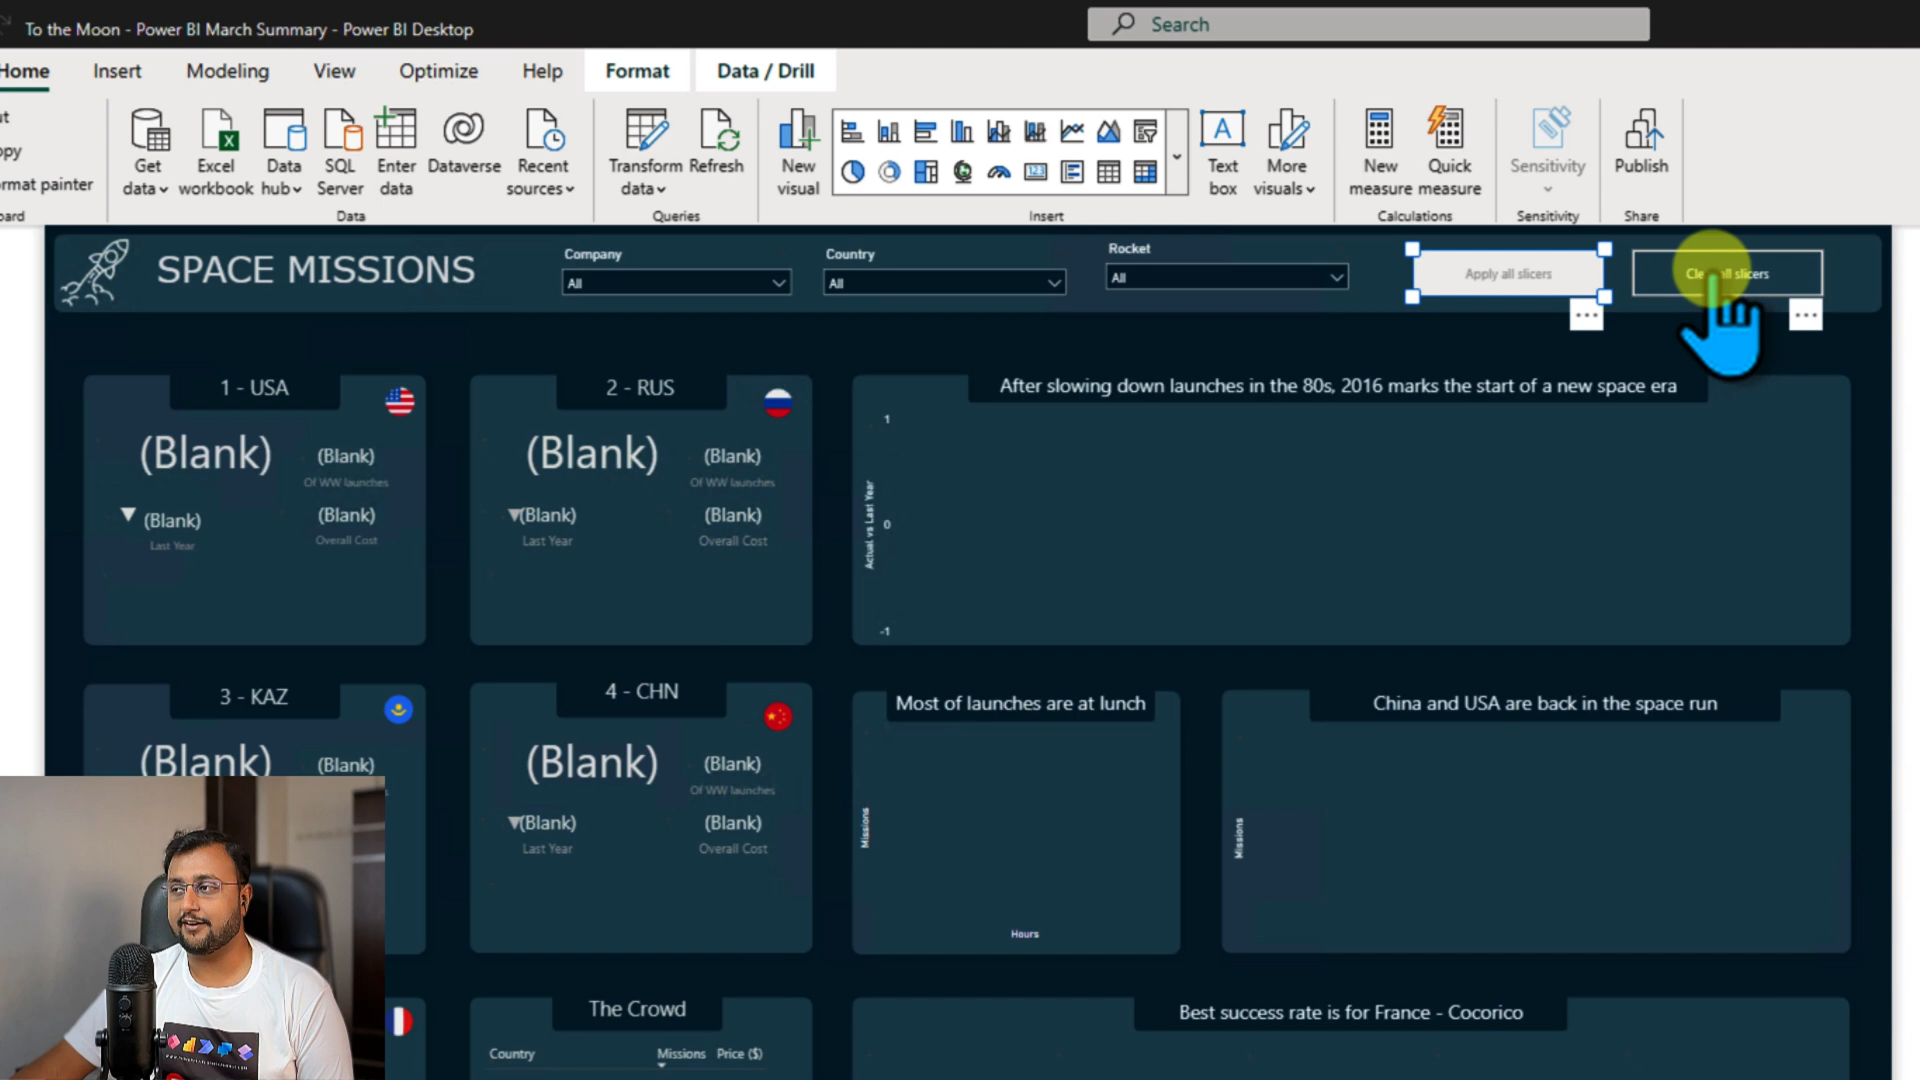 To the Moon - Power BI March Summary - Power BI Desktop
Search
Home Insert Modeling View Optimize Help Format Data / Drill
Get data
Excel workbook
Data hub
SQL Server
Enter data
Dataverse
Recent sources
Transform data
Refresh
New visual
Text box
More visuals
New measure
Quick measure
Sensitivity
Publish
rmat painter
Data
Queries
Insert
Calculations
Sensitivity
Share
SPACE MISSIONS
Company
All
Country
All
Rocket
All
Apply all slicers
slicers
1 - USA
(Blank)
(Blank)
Of WW launches
(Blank)
Last Year
(Blank)
Overall Cost
2 - RUS
(Blank)
(Blank)
Of WW launches
(Blank)
Last Year
(Blank)
Overall Cost
After slowing down launches in the 80s, 2016 marks the start of a new space era
1
Actual vs Last Year
0
-1
3 - KAZ
(Blank)
(Blank)
4 - CHN
(Blank)
(Blank)
Of WW launches
(Blank)
Last Year
(Blank)
Overall Cost
Most of launches are at lunch
Missions
Hours
China and USA are back in the space run
Missions
The Crowd
Country Missions Price ($)
Best success rate is for France - Cocorico